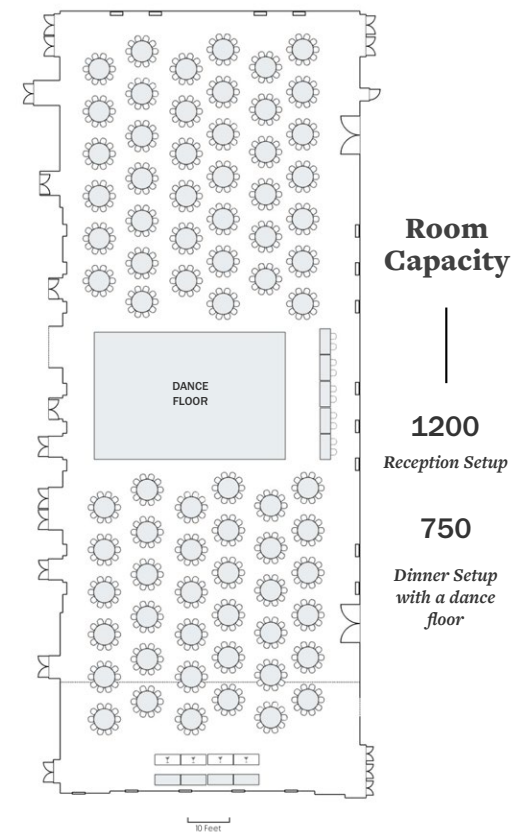 Room
Capacity
1200
Reception Setup
750
Dinner Setup
with a dance
floor
DANCE
FLOOR
10 Feet